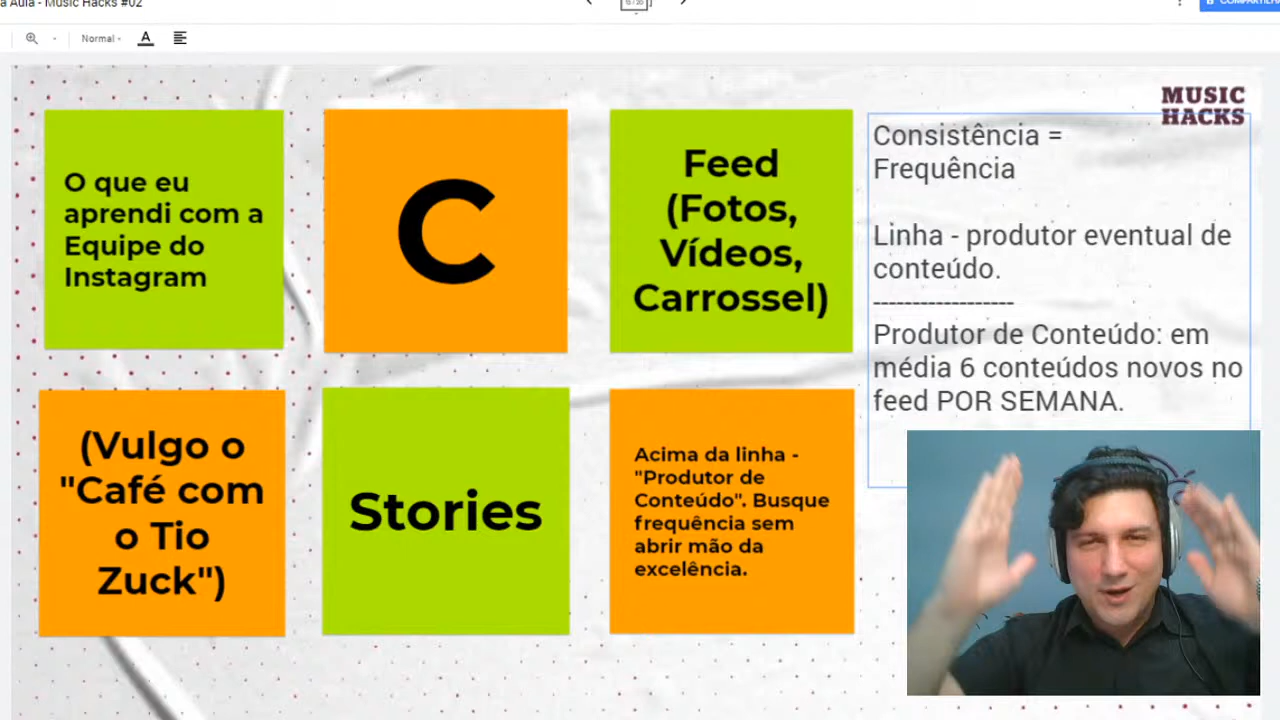 a Aula - Music Hacks #02
Normal
A
MUSIC
HACKS
O que eu
aprendi com a
Equipe do
Instagram
C
Feed
(Fotos,
Vídeos,
Carrossel)
Consistência =
Frequência
Linha - produtor eventual de
conteúdo.
------------------
Produtor de Conteúdo: em
média 6 conteúdos novos no
feed POR SEMANA.
(Vulgo o
"Café com
o Tio
Zuck")
Stories
Acima da linha -
"Produtor de
Conteúdo". Busque
frequência sem
abrir mão da
excelência.